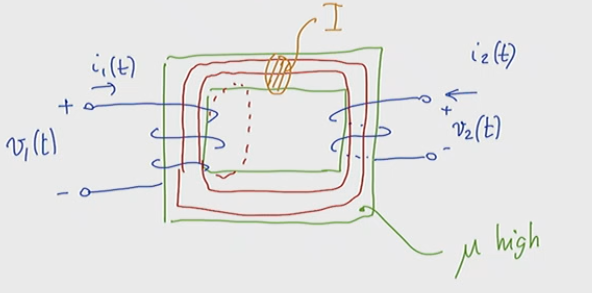 I
i₁(t)
i₂(t)
+
+
v₁(t)
v₂(t)
-
-
μ high